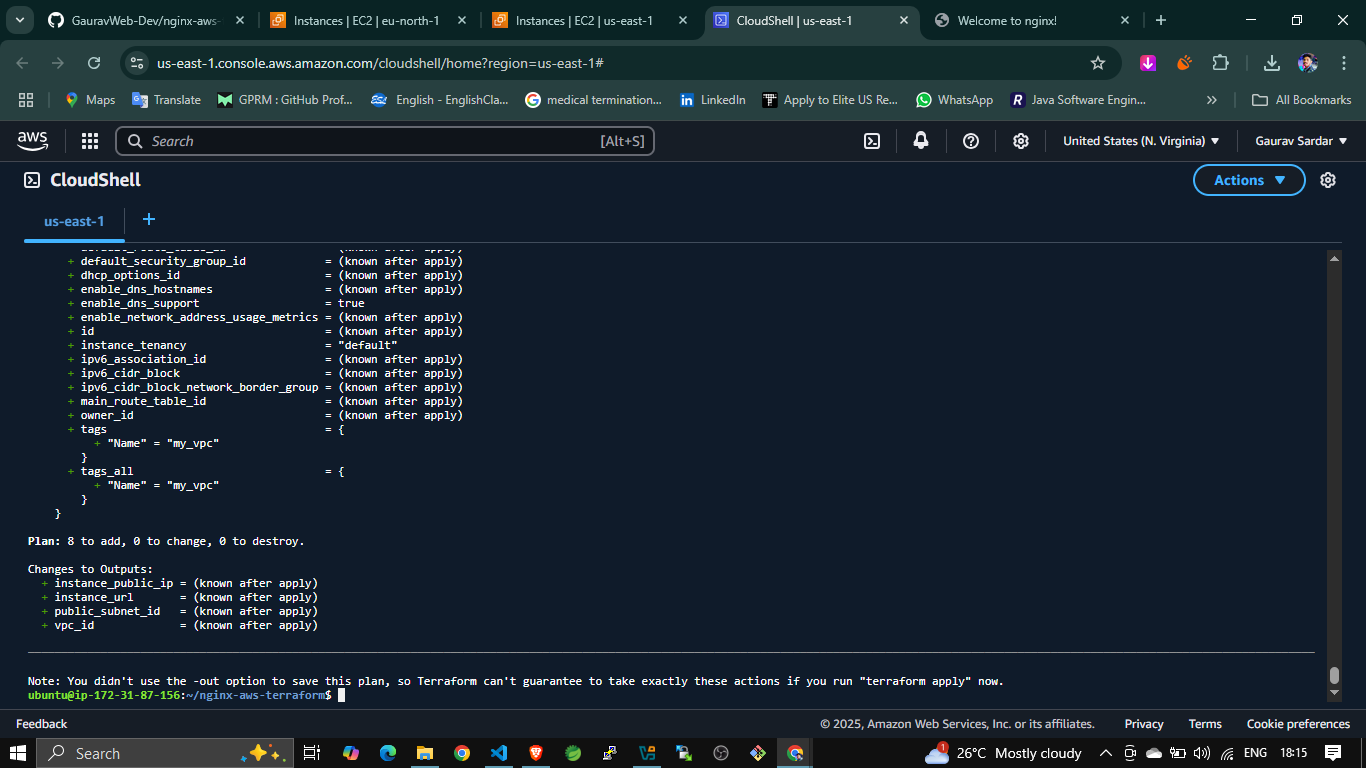 GauravWeb-Dev/nginx-aws-
Instances | EC2 | eu-north-1
Instances | EC2 | us-east-1
CloudShell | us-east-1
Welcome to nginx!
us-east-1.console.aws.amazon.com/cloudshell/home?region=us-east-1#
Maps
Translate
GPRM : GitHub Prof...
English - EnglishCla...
medical termination...
LinkedIn
Apply to Elite US Re...
WhatsApp
Java Software Engin...
All Bookmarks
aws
Search
[Alt+S]
United States (N. Virginia)
Gaurav Sardar
CloudShell
Actions
us-east-1
+ default_security_group_id = (known after apply)
+ dhcp_options_id = (known after apply)
+ enable_dns_hostnames = (known after apply)
+ enable_dns_support = true
+ enable_network_address_usage_metrics = (known after apply)
+ id = (known after apply)
+ instance_tenancy = "default"
+ ipv6_association_id = (known after apply)
+ ipv6_cidr_block = (known after apply)
+ ipv6_cidr_block_network_border_group = (known after apply)
+ main_route_table_id = (known after apply)
+ owner_id = (known after apply)
+ tags = {
+ "Name" = "my_vpc"
}
+ tags_all = {
+ "Name" = "my_vpc"
}
}
Plan: 8 to add, 0 to change, 0 to destroy.
Changes to Outputs:
+ instance_public_ip = (known after apply)
+ instance_url = (known after apply)
+ public_subnet_id = (known after apply)
+ vpc_id = (known after apply)
Note: You didn't use the -out option to save this plan, so Terraform can't guarantee to take exactly these actions if you run "terraform apply" now.
ubuntu@ip-172-31-87-156:~/nginx-aws-terraform$
Feedback
© 2025, Amazon Web Services, Inc. or its affiliates.
Privacy
Terms
Cookie preferences
Search
1
26°C Mostly cloudy
ENG
18:15